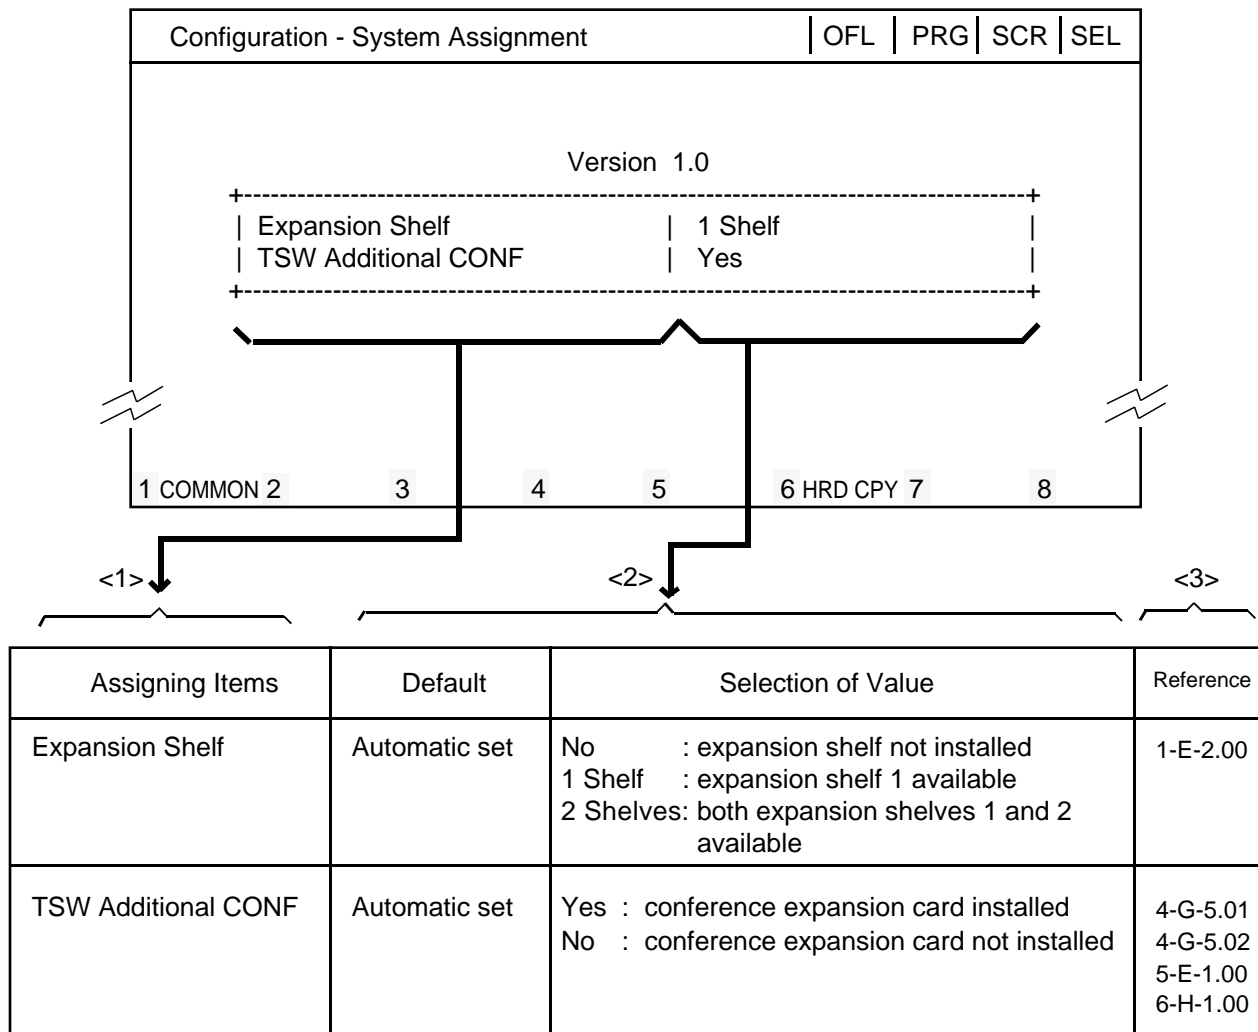 Configuration - System Assignment | OFL | PRG | SCR | SEL
Version 1.0
+-----------------------------------------------------------------------+
| Expansion Shelf | 1 Shelf |
| TSW Additional CONF | Yes |
+-----------------------------------------------------------------------+
1 COMMON 2 3 4 5 6 HRD CPY 7 8
<1> <2> <3>
Assigning Items Default Selection of Value Reference
Expansion Shelf Automatic set No : expansion shelf not installed 1-E-2.00
1 Shelf : expansion shelf 1 available
2 Shelves: both expansion shelves 1 and 2
available
TSW Additional CONF Automatic set Yes : conference expansion card installed 4-G-5.01
No : conference expansion card not installed 4-G-5.02
5-E-1.00
6-H-1.00